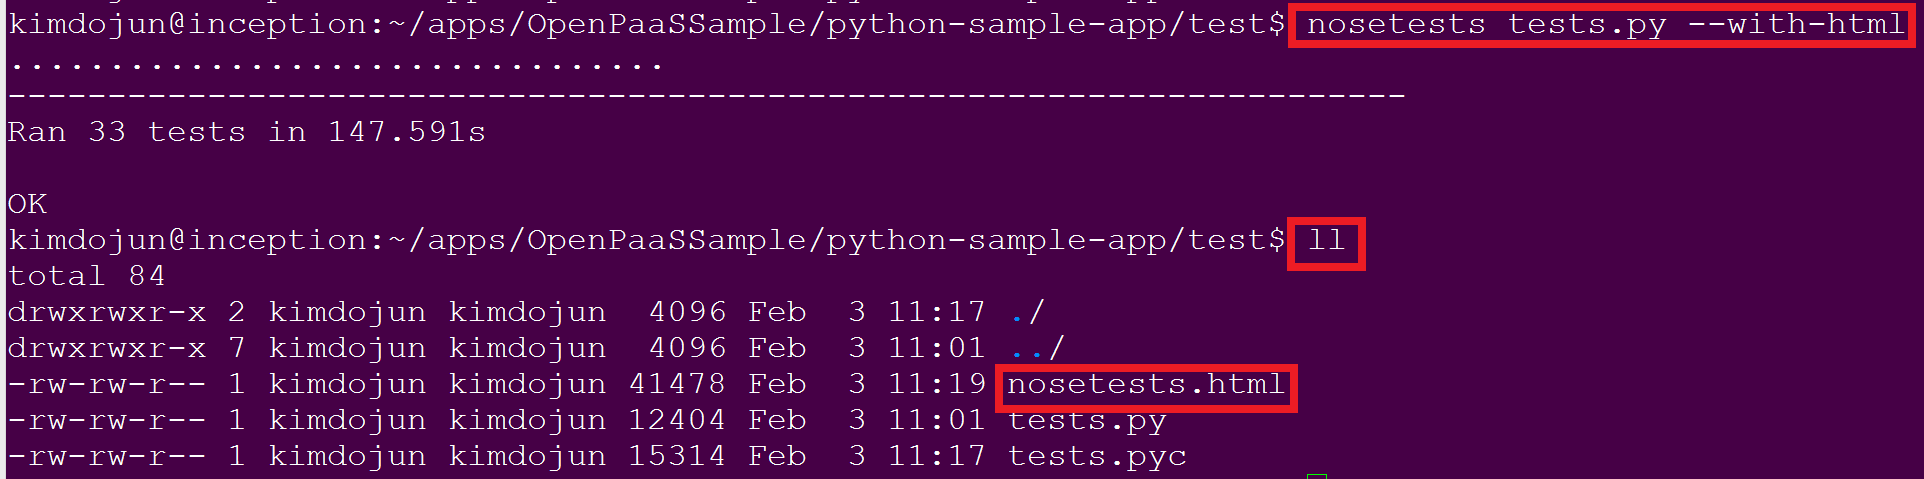 kimdojun@inception:~/apps/OpenPaaSSample/python-sample-app/test$ nosetests tests.py --with-html
.................................
----------------------------------------------------------------------
Ran 33 tests in 147.591s
OK
kimdojun@inception:~/apps/OpenPaaSSample/python-sample-app/test$ ll
total 84
drwxrwxr-x 2 kimdojun kimdojun  4096 Feb  3 11:17 ./
drwxrwxr-x 7 kimdojun kimdojun  4096 Feb  3 11:01 ../
-rw-rw-r-- 1 kimdojun kimdojun 41478 Feb  3 11:19 nosetests.html
-rw-rw-r-- 1 kimdojun kimdojun 12404 Feb  3 11:01 tests.py
-rw-rw-r-- 1 kimdojun kimdojun 15314 Feb  3 11:17 tests.pyc